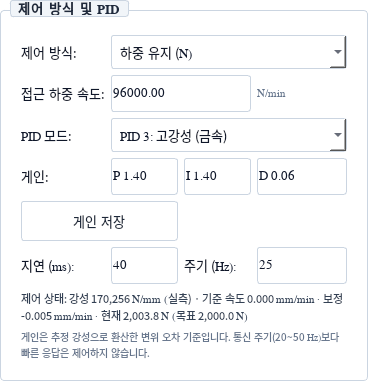 제어 방식 및 PID
제어 방식: 하중 유지 (N)
접근 하중 속도: 96000.00 N/min
PID 모드: PID 3: 고강성 (금속)
게인: P 1.40 I 1.40 D 0.06
게인 저장
지연 (ms): 40 주기 (Hz): 25
제어 상태: 강성 170,256 N/mm (실측) · 기준 속도 0.000 mm/min · 보정
-0.005 mm/min · 현재 2,003.8 N (목표 2,000.0 N)
게인은 추정 강성으로 환산한 변위 오차 기준입니다. 통신 주기(20~50 Hz)보다
빠른 응답은 제어하지 않습니다.